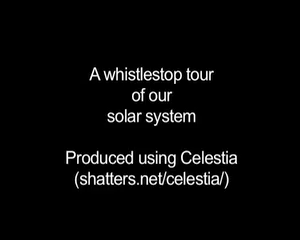 A whistlestop tour
of our
solar system
Produced using Celestia
(shatters.net/celestia/)